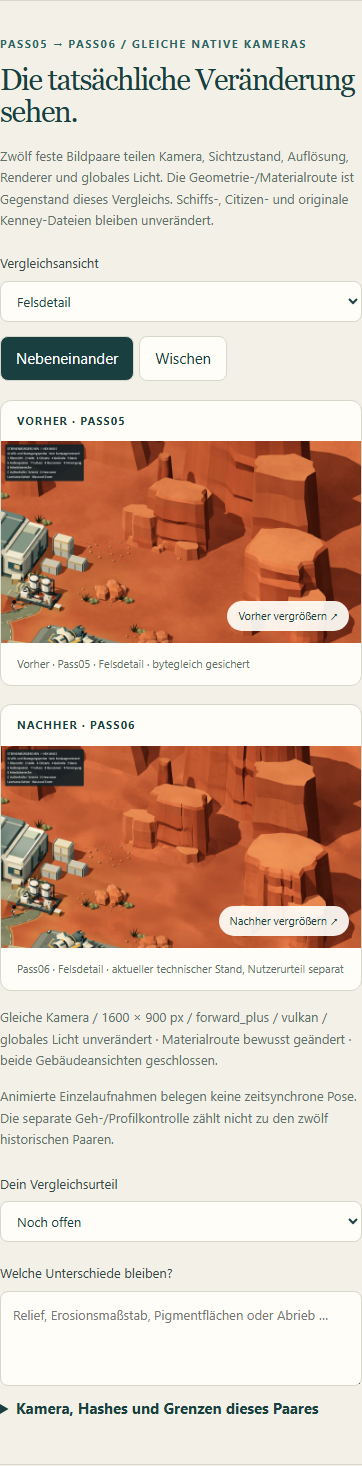 PASS05 → PASS06 / GLEICHE NATIVE KAMERAS
Die tatsächliche Veränderung
sehen.
Zwölf feste Bildpaare teilen Kamera, Sichtzustand, Auflösung,
Renderer und globales Licht. Die Geometrie-/Materialroute ist
Gegenstand dieses Vergleichs. Schiffs-, Citizen- und originale
Kenney-Dateien bleiben unverändert.
Vergleichsansicht
Felsdetail
Nebeneinander
Wischen
VORHER · PASS05
Vorher vergrößern ↗
Vorher · Pass05 · Felsdetail · bytegleich gesichert
NACHHER · PASS06
Nachher vergrößern ↗
Pass06 · Felsdetail · aktueller technischer Stand, Nutzerurteil separat
Gleiche Kamera / 1600 × 900 px / forward_plus / vulkan /
globales Licht unverändert · Materialroute bewusst geändert ·
beide Gebäudeansichten geschlossen.
Animierte Einzelaufnahmen belegen keine zeitsynchrone Pose.
Die separate Geh-/Profilkontrolle zählt nicht zu den zwölf
historischen Paaren.
Dein Vergleichsurteil
Noch offen
Welche Unterschiede bleiben?
Relief, Erosionsmaßstab, Pigmentflächen oder Abrieb ...
Kamera, Hashes und Grenzen dieses Paares